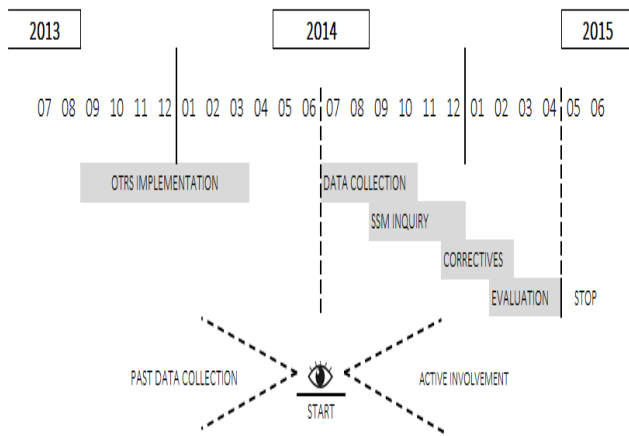 2013 2014 2015
07 08 09 10 11 12 01 02 03 04 05 06 07 08 09 10 11 12 01 02 03 04 05 06
OTRS IMPLEMENTATION DATA COLLECTION
SSM INQUIRY
CORRECTIVES
EVALUATION STOP
PAST DATA COLLECTION ACTIVE INVOLVEMENT
START